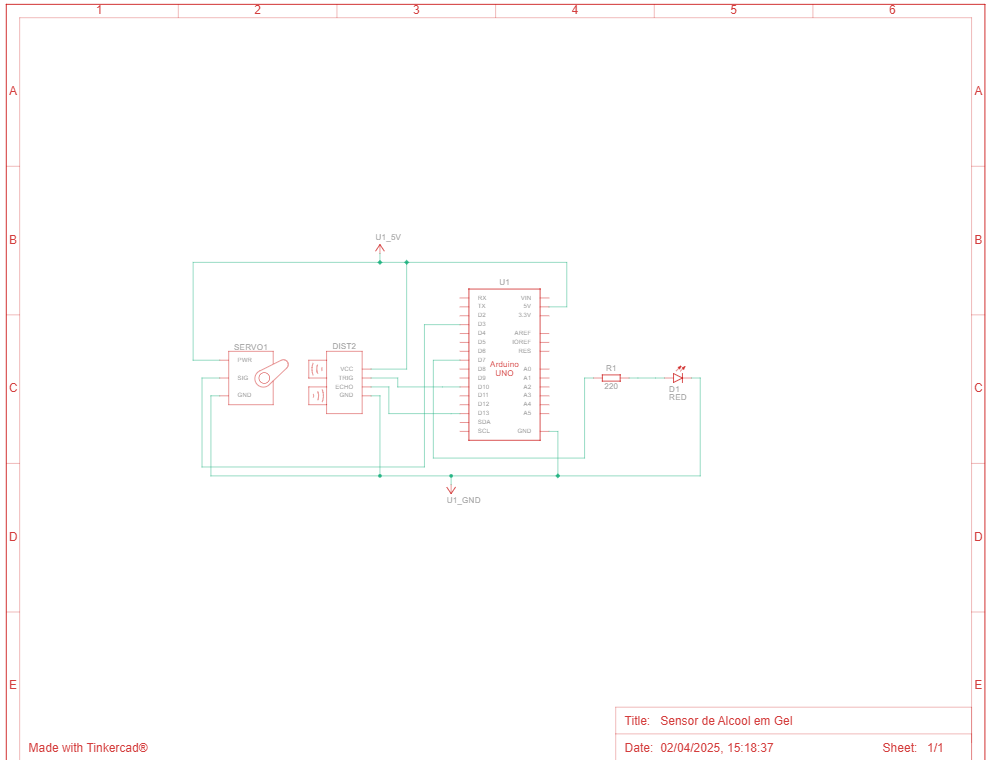 1 2 3 4 5 6
A A
B B
C C
D D
E E
U1_5V
U1
SERVO1
PWR
SIG
GND
DIST2
VCC
TRIG
ECHO
GND
RX VIN
TX 5V
D2 3.3V
D3
D4 AREF
D5 IOREF
D6 RES
D7
Arduino
UNO
D8 A0
D9 A1
D10 A2
D11 A3
D12 A4
D13 A5
SDA
SCL GND
R1
220
D1
RED
U1_GND
Title: Sensor de Alcool em Gel
Made with Tinkercad®
Date: 02/04/2025, 15:18:37 Sheet: 1/1